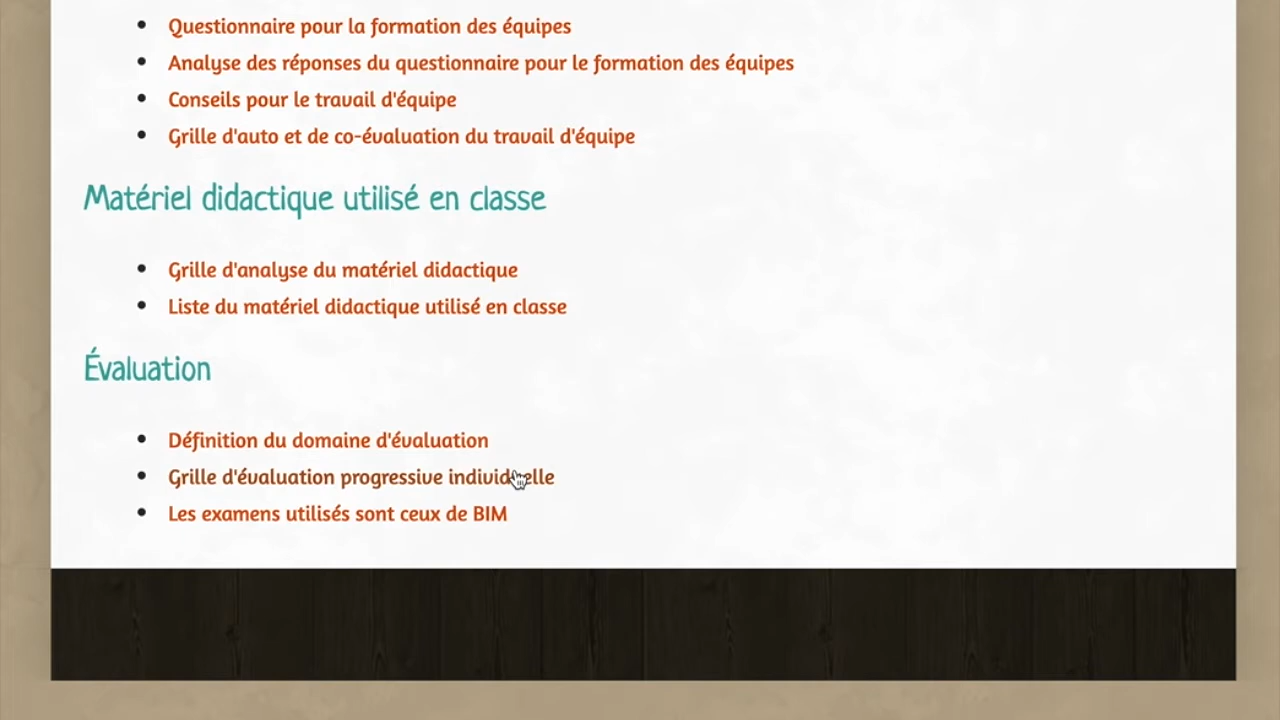 Questionnaire pour la formation des équipes
Analyse des réponses du questionnaire pour le formation des équipes
Conseils pour le travail d'équipe
Grille d'auto et de co-évaluation du travail d'équipe
Matériel didactique utilisé en classe
Grille d'analyse du matériel didactique
Liste du matériel didactique utilisé en classe
Évaluation
Définition du domaine d'évaluation
Grille d'évaluation progressive individuelle
Les examens utilisés sont ceux de BIM